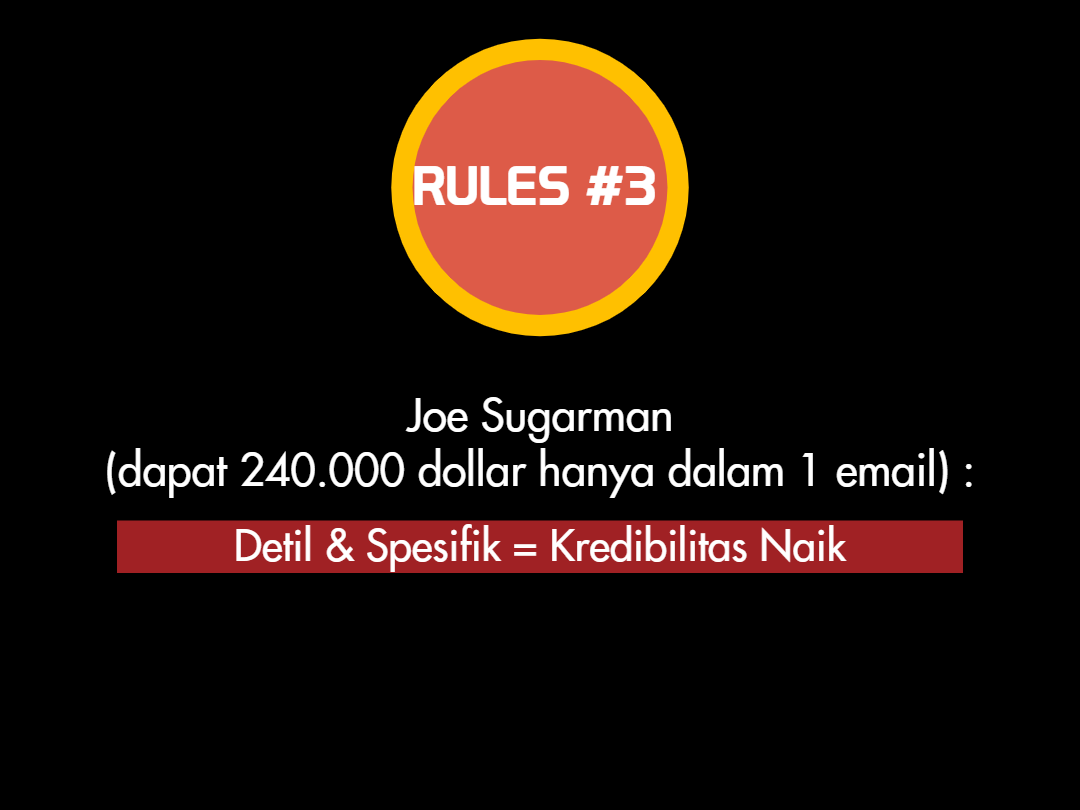 RULES #3
Joe Sugarman
(dapat 240.000 dollar hanya dalam 1 email) :
Detil & Spesifik = Kredibilitas Naik